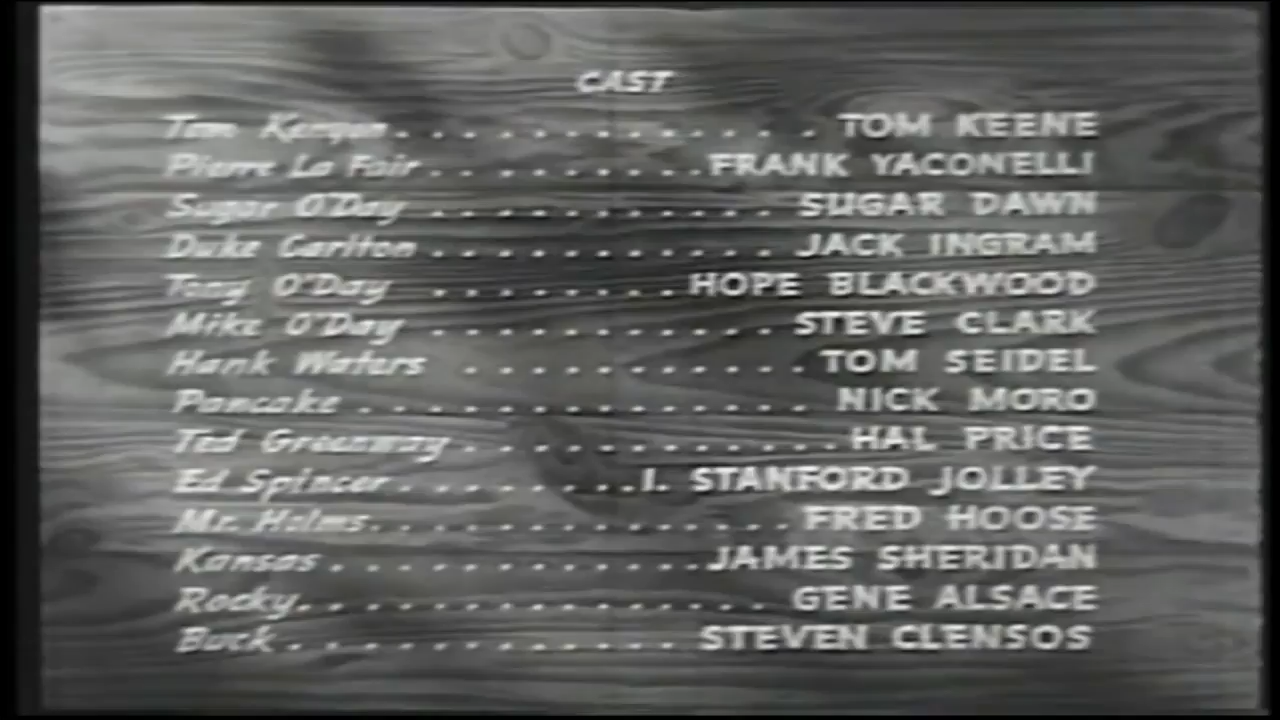 CAST
Tom Kenyon. . . . . . . . . . . . . TOM KEENE
Pierre La Fair . . . . . . . . FRANK YACONELLI
Sugar O'Day . . . . . . . . . . SUGAR DAWN
Duke Carlton . . . . . . . . . . JACK INGRAM
Tony O'Day . . . . . . . . HOPE BLACKWOOD
Mike O'Day . . . . . . . . . . STEVE CLARK
Hank Waters . . . . . . . . . . . TOM SEIDEL
Pancake . . . . . . . . . . . . . NICK MORO
Ted Greenway . . . . . . . . . . . HAL PRICE
Ed Spincer . . . . . . . I. STANFORD JOLLEY
Mr. Holms. . . . . . . . . . . . . FRED HOOSE
Kansas . . . . . . . . . . . JAMES SHERIDAN
Rocky. . . . . . . . . . . . . . GENE ALSACE
Buck . . . . . . . . . . . . STEVEN CLENSOS